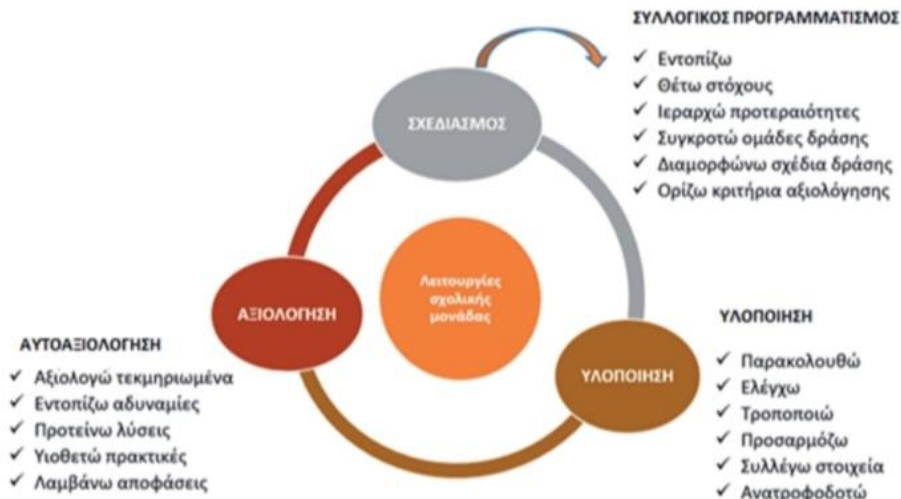 ΣΥΛΛΟΓΙΚΟΣ ΠΡΟΓΡΑΜΜΑΤΙΣΜΟΣ
✓ Εντοπίζω
✓ Θέτω στόχους
✓ Ιεραρχώ προτεραιότητες
✓ Συγκροτώ ομάδες δράσης
✓ Διαμορφώνω σχέδια δράσης
✓ Ορίζω κριτήρια αξιολόγησης
ΣΧΕΔΙΑΣΜΟΣ
Λειτουργίες
σχολικής
μονάδας
ΑΞΙΟΛΟΓΗΣΗ
ΥΛΟΠΟΙΗΣΗ
ΥΛΟΠΟΙΗΣΗ
✓ Παρακολουθώ
✓ Ελέγχω
✓ Τροποποιώ
✓ Προσαρμόζω
✓ Συλλέγω στοιχεία
✓ Ανατροφοδοτώ
ΑΥΤΟΑΞΙΟΛΟΓΗΣΗ
✓ Αξιολογώ τεκμηριωμένα
✓ Εντοπίζω αδυναμίες
✓ Προτείνω λύσεις
✓ Υιοθετώ πρακτικές
✓ Λαμβάνω αποφάσεις